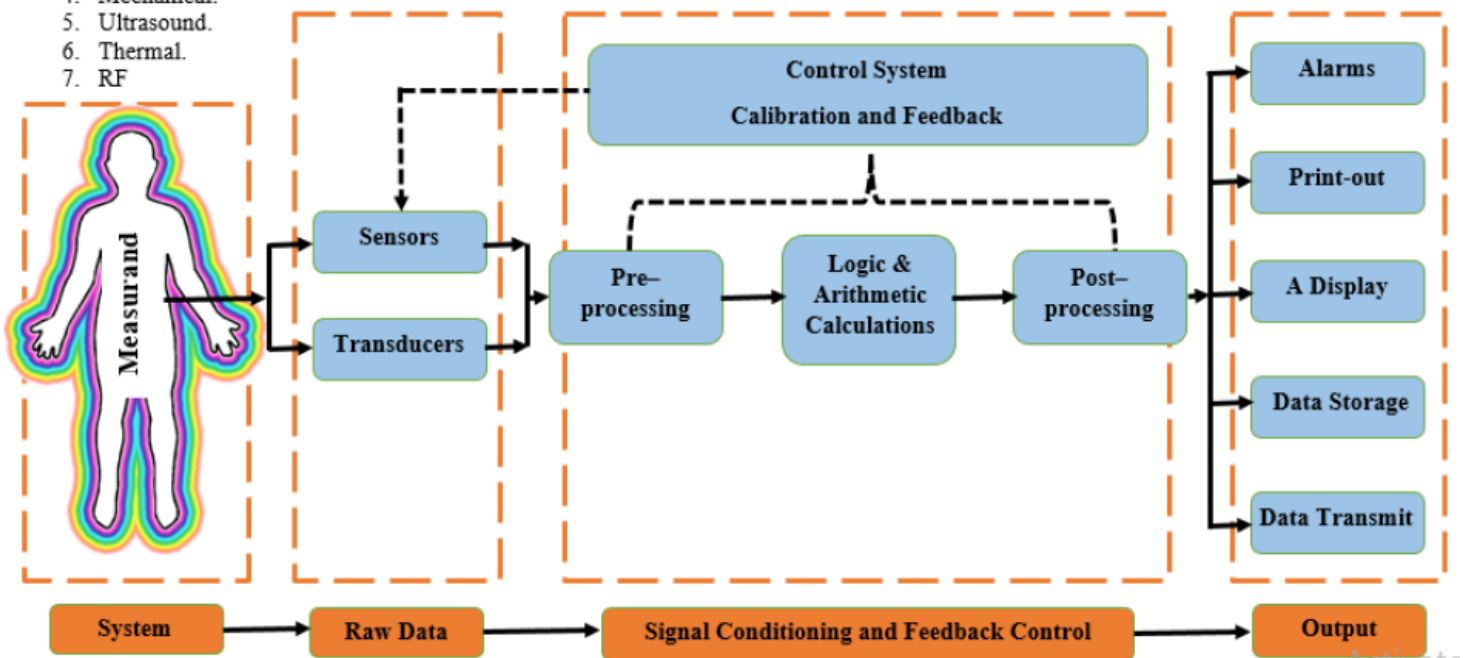 4. Mechanical.
5. Ultrasound.
6. Thermal.
7. RF
Measurand
Sensors
Transducers
Control System
Calibration and Feedback
Pre–
processing
Logic &
Arithmetic
Calculations
Post–
processing
Alarms
Print-out
A Display
Data Storage
Data Transmit
System
Raw Data
Signal Conditioning and Feedback Control
Output